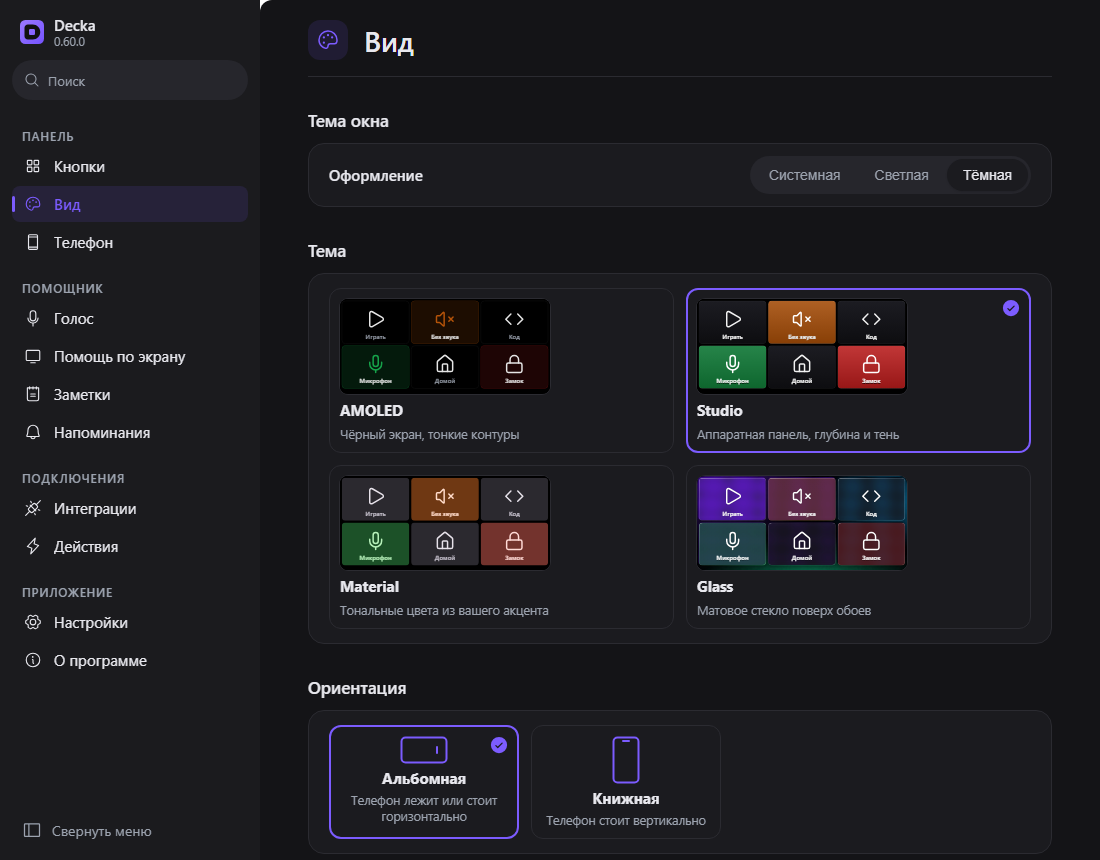 Decka
0.60.0
Поиск
ПАНЕЛЬ
Кнопки
Вид
Телефон
ПОМОЩНИК
Голос
Помощь по экрану
Заметки
Напоминания
ПОДКЛЮЧЕНИЯ
Интеграции
Действия
ПРИЛОЖЕНИЕ
Настройки
О программе
Свернуть меню
Вид
Тема окна
Оформление
Системная
Светлая
Тёмная
Тема
Играть
Без звука
Код
Микрофон
Домой
Замок
AMOLED
Чёрный экран, тонкие контуры
Играть
Без звука
Код
Микрофон
Домой
Замок
Studio
Аппаратная панель, глубина и тень
Играть
Без звука
Код
Микрофон
Домой
Замок
Material
Тональные цвета из вашего акцента
Играть
Без звука
Код
Микрофон
Домой
Замок
Glass
Матовое стекло поверх обоев
Ориентация
Альбомная
Телефон лежит или стоит
горизонтально
Книжная
Телефон стоит вертикально